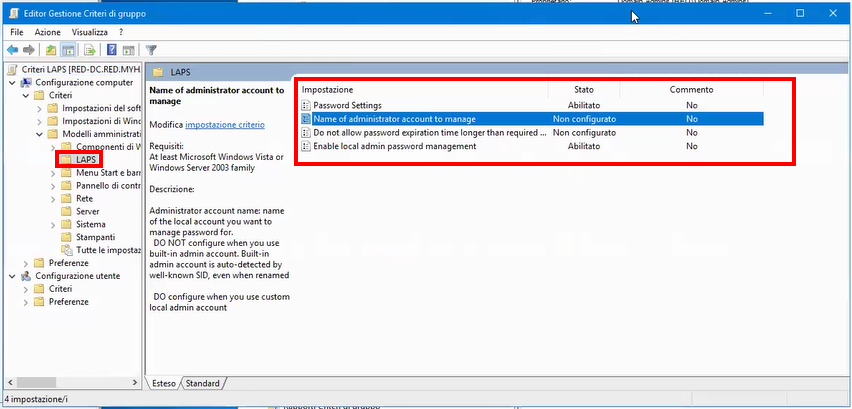 Editor Gestione Criteri di gruppo
File Azione Visualizza ?
Criteri LAPS [RED-DC.RED.MYH
Configurazione computer
Criteri
Impostazioni del soft
Impostazioni di Wind
Modelli amministrati
Componenti di W
LAPS
Menu Start e barr
Pannello di contr
Rete
Server
Sistema
Stampanti
Tutte le impostaz
Preferenze
Configurazione utente
Criteri
Preferenze
LAPS
Name of administrator account to
manage
Modifica impostazione criterio
Requisiti:
At least Microsoft Windows Vista or
Windows Server 2003 family
Descrizione:
Administrator account name: name
of the local account you want to
manage password for.
DO NOT configure when you use
built-in admin account. Built-in
admin account is auto-detected by
well-known SID, even when renamed
DO configure when you use custom
local admin account
Impostazione Stato Commento
Password Settings Abilitato No
Name of administrator account to manage Non configurato No
Do not allow password expiration time longer than required ... Non configurato No
Enable local admin password management Abilitato No
Esteso Standard
4 impostazione/i